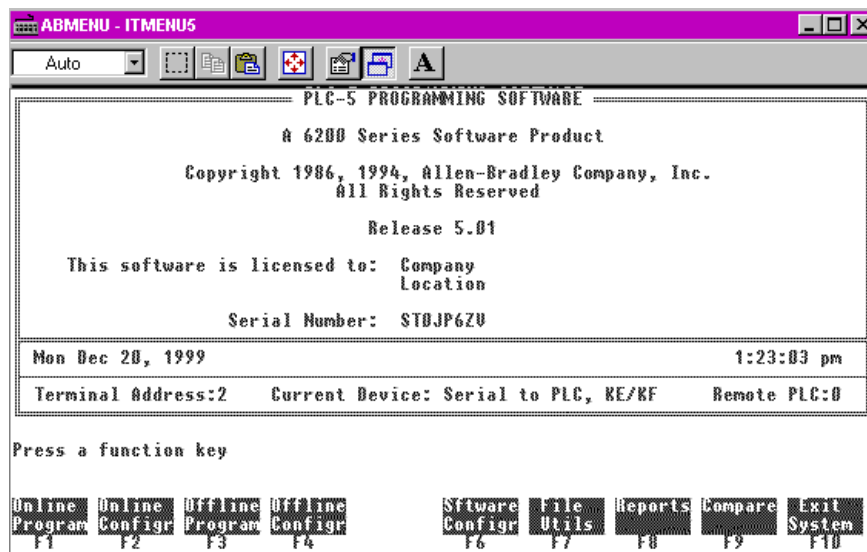 ABMENU - ITMENU5
Auto
A
PLC-5 PROGRAMMING SOFTWARE
A 6200 Series Software Product
Copyright 1986, 1994, Allen-Bradley Company, Inc.
All Rights Reserved
Release 5.01
This software is licensed to: Company
Location
Serial Number:
Mon Dec 20, 1999 1:23:03 pm
Terminal Address:2 Current Device: Serial to PLC, KE/KF Remote PLC:0
Press a function key
Online Online Offline Offline Sftware File Reports Compare Exit
Program Configr Program Configr Configr Utils System
F1 F2 F3 F4 F6 F7 F8 F9 F10